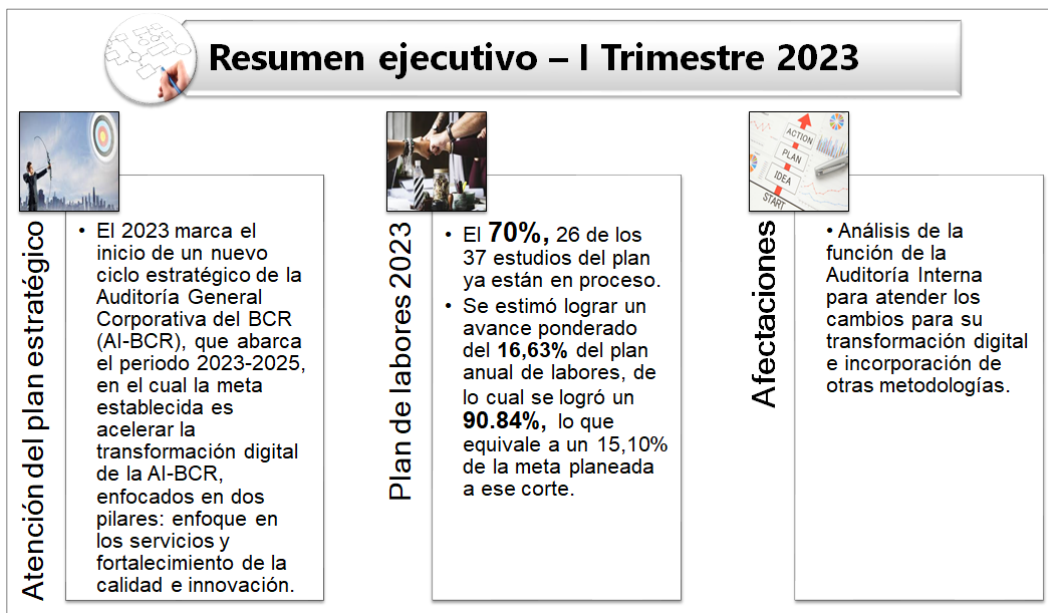 Resumen ejecutivo – I Trimestre 2023
Atención del plan estratégico
• El 2023 marca el
inicio de un nuevo
ciclo estratégico de la
Auditoría General
Corporativa del BCR
(AI-BCR), que abarca
el periodo 2023-2025,
en el cual la meta
establecida es
acelerar la
transformación digital
de la AI-BCR,
enfocados en dos
pilares: enfoque en
los servicios y
fortalecimiento de la
calidad e innovación.
Plan de labores 2023
• El 70%, 26 de los
37 estudios del plan
ya están en proceso.
• Se estimó lograr un
avance ponderado
del 16,63% del plan
anual de labores, de
lo cual se logró un
90.84%, lo que
equivale a un 15,10%
de la meta planeada
a ese corte.
ACTION
PLAN
IDEA
START
Afectaciones
• Análisis de la
función de la
Auditoría Interna
para atender los
cambios para su
transformación digital
e incorporación de
otras metodologías.